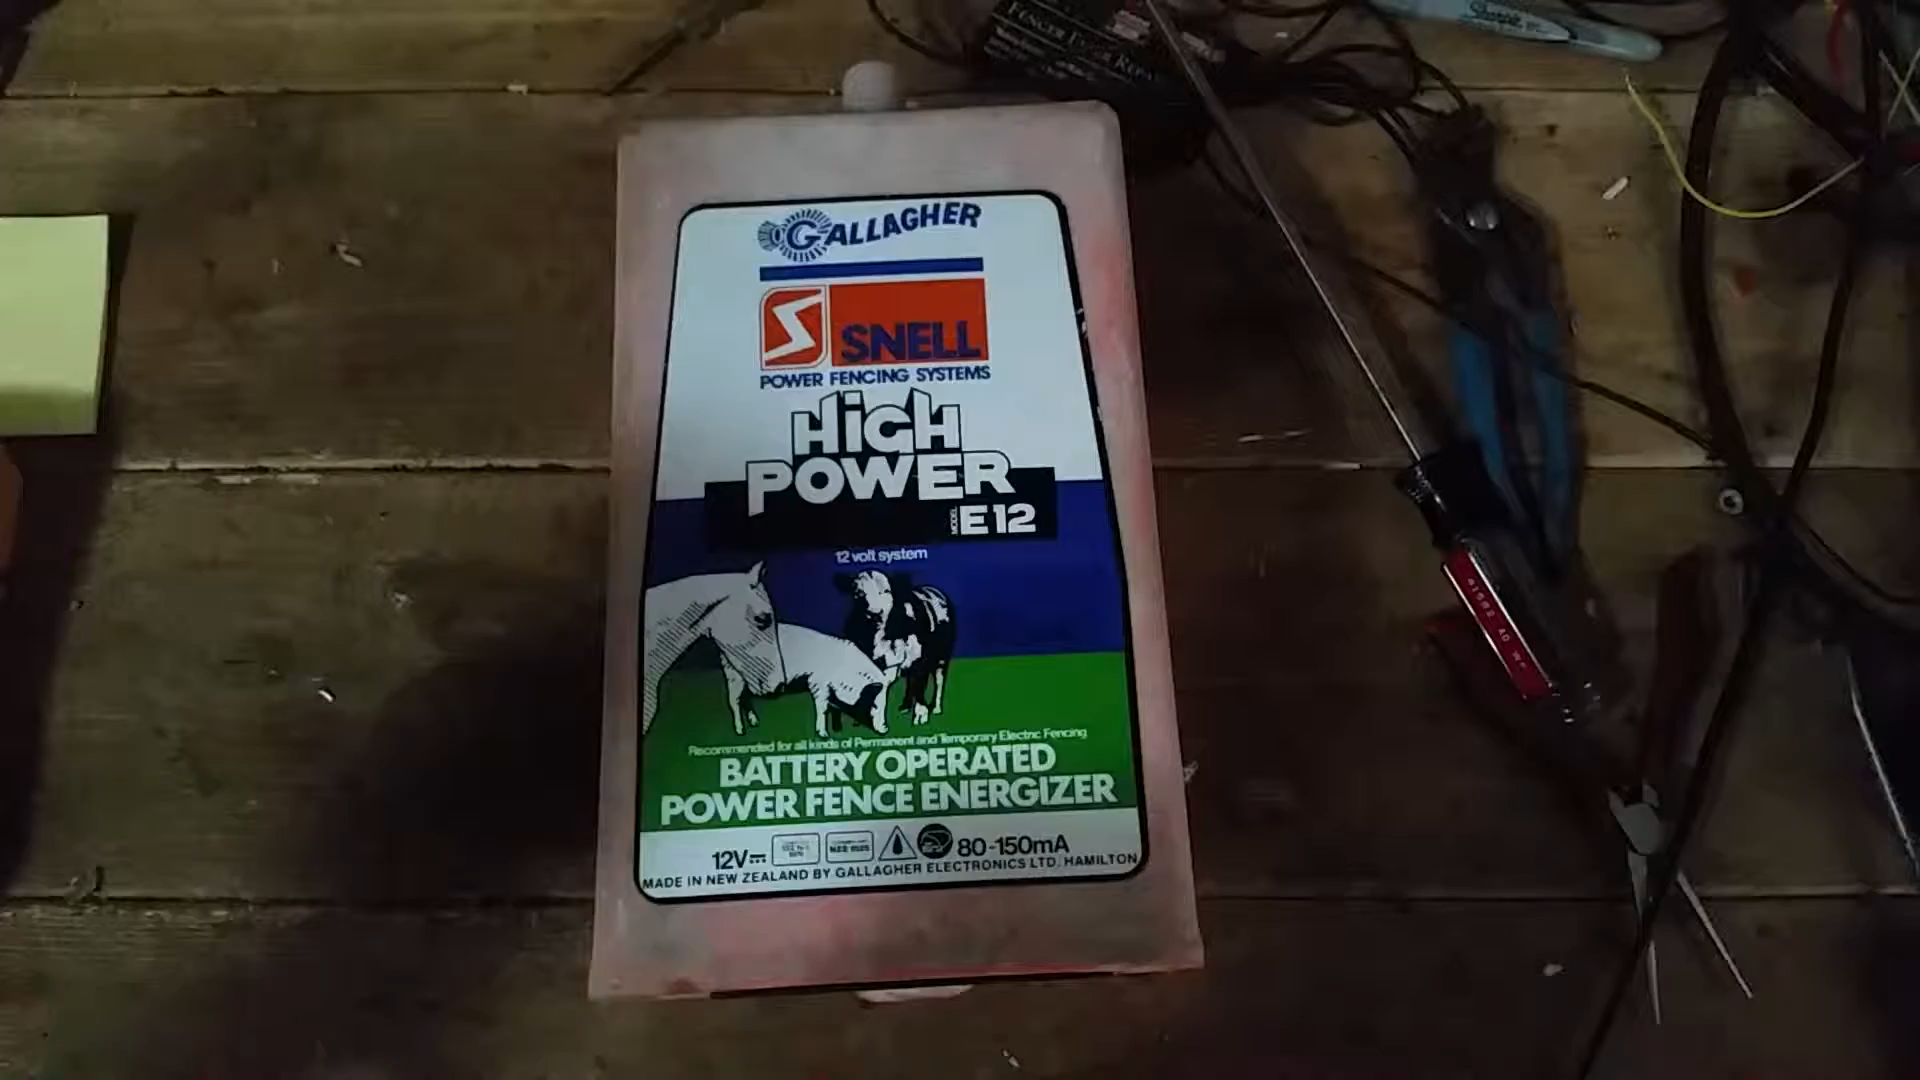 Sharpie
GALLAGHER
SNELL
POWER FENCING SYSTEMS
HiGH
POWER
MODEL E12
12 volt system
Recommended for all kinds of Permanent and Temporary Electric Fencing
BATTERY OPERATED
POWER FENCE ENERGIZER
12V 80-150mA
MADE IN NEW ZEALAND BY GALLAGHER ELECTRONICS LTD. HAMILTON